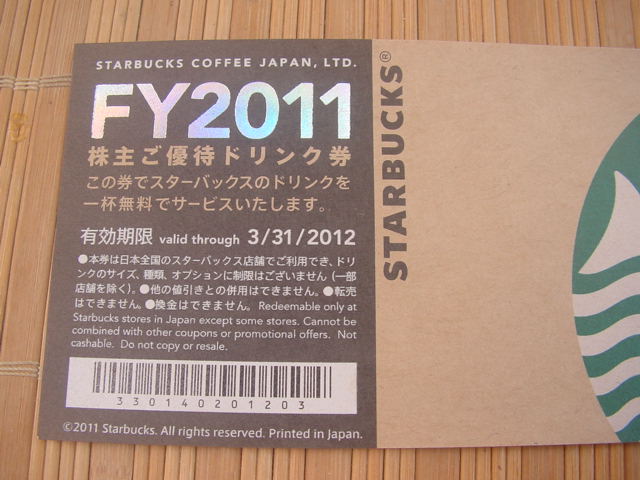 STARBUCKS COFFEE JAPAN, LTD.
FY2011
株主ご優待ドリンク券
この券でスターバックスのドリンクを
一杯無料でサービスいたします。
有効期限 valid through 3/31/2012
●本券は日本全国のスターバックス店舗でご利用でき、ドリ
ンクのサイズ、種類、オプションに制限はございません（一部
店舗を除く）。●他の値引きとの併用はできません。●転売
はできません。●換金はできません。Redeemable only at
Starbucks stores in Japan except some stores. Cannot be
combined with other coupons or promotional offers. Not
cashable. Do not copy or resale.
330140201203
©2011 Starbucks. All rights reserved. Printed in Japan.
STARBUCKS®